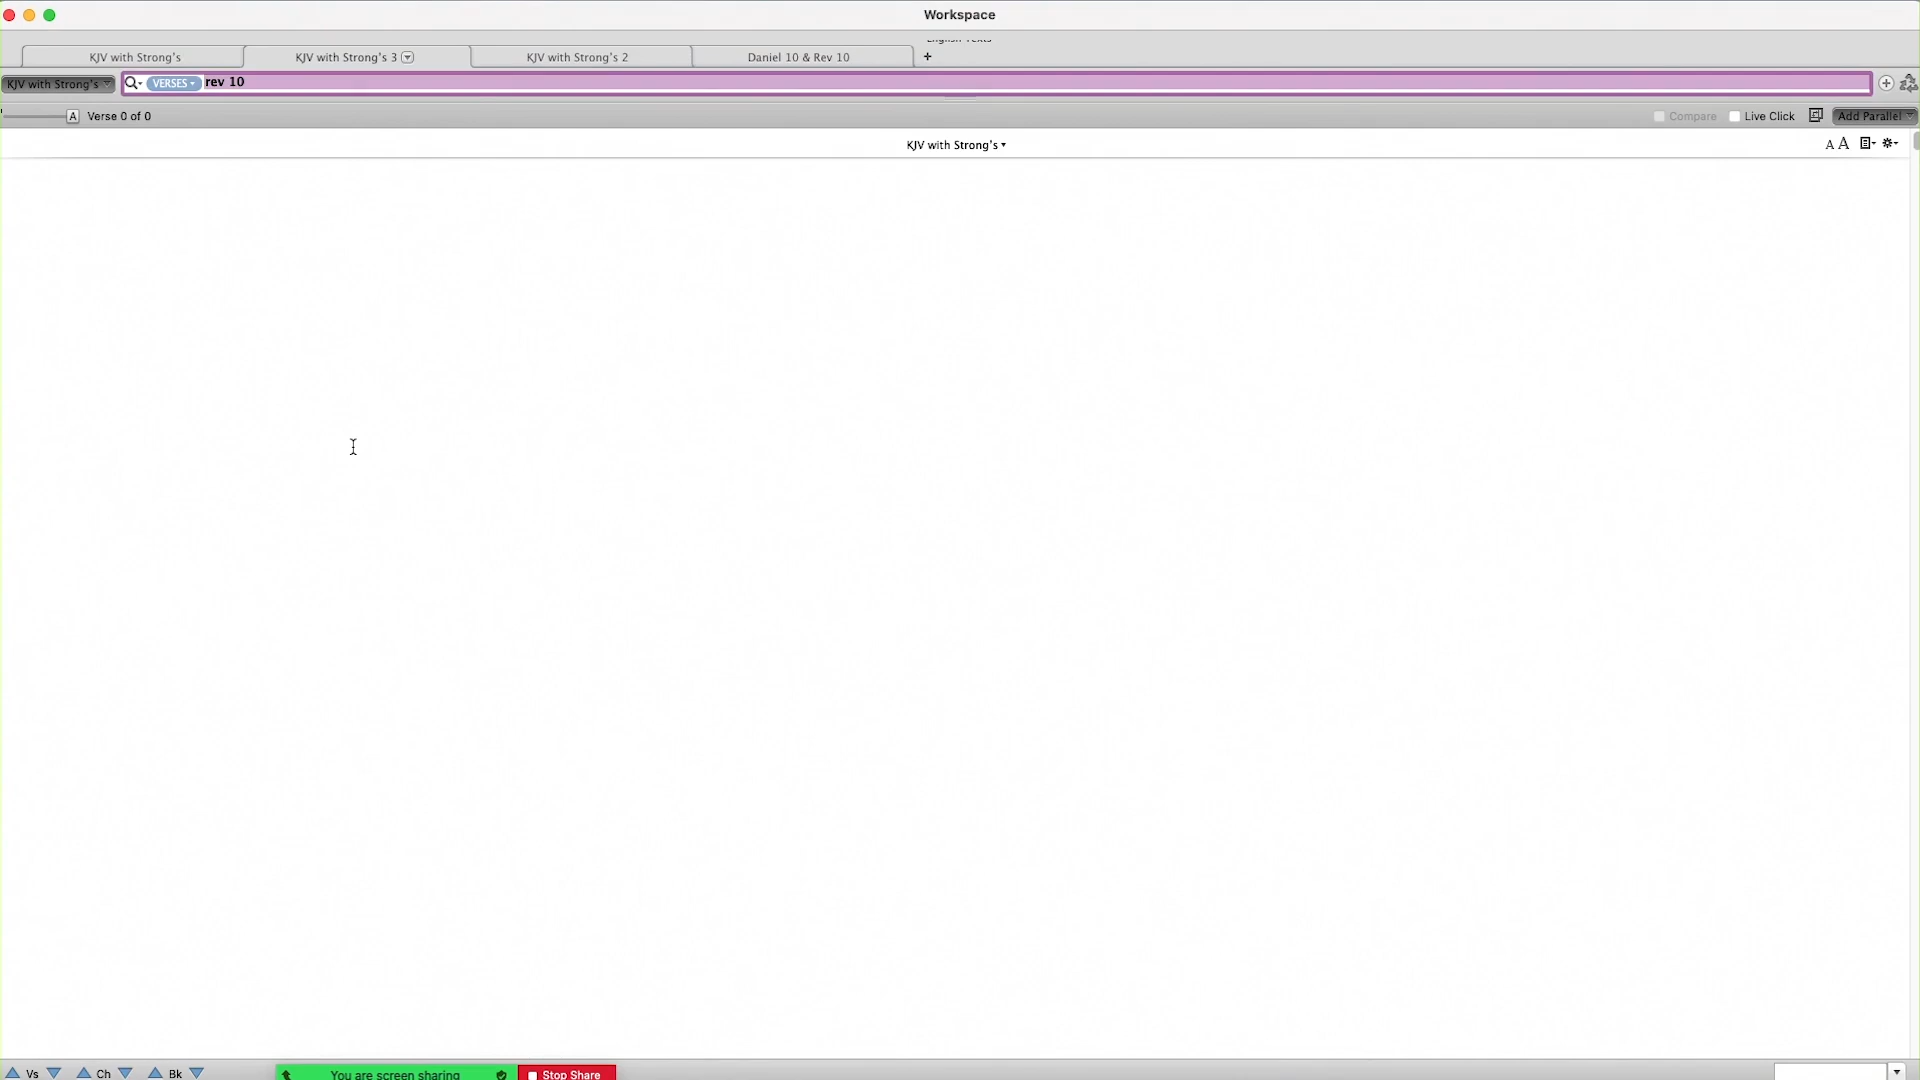 Workspace
English Texts
KJV with Strong's
KJV with Strong's 3
KJV with Strong's 2
Daniel 10 & Rev 10
+
KJV with Strong's
VERSES
rev 10
A
Verse 0 of 0
Compare
Live Click
Add Parallel
KJV with Strong's
A A
Vs
Ch
Bk
You are screen sharing
Stop Share